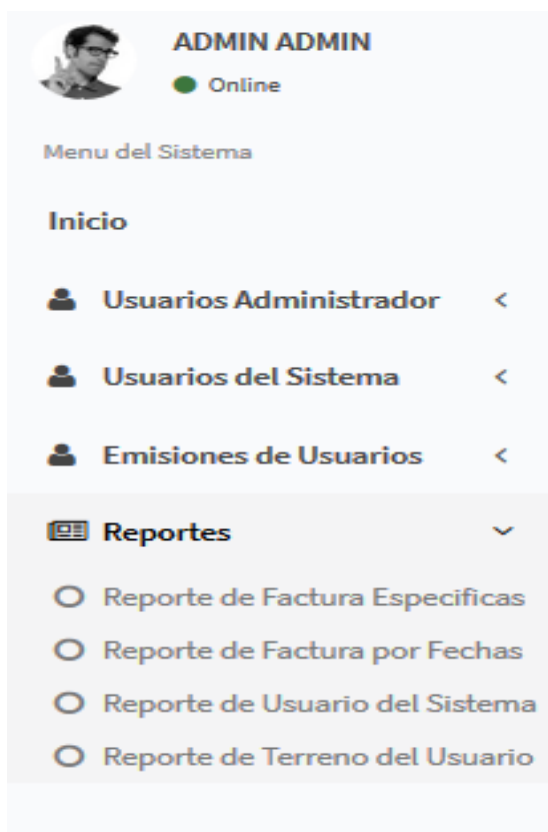 ADMIN ADMIN
Online
Menu del Sistema
Inicio
Usuarios Administrador
Usuarios del Sistema
Emisiones de Usuarios
Reportes
Reporte de Factura Especificas
Reporte de Factura por Fechas
Reporte de Usuario del Sistema
Reporte de Terreno del Usuario